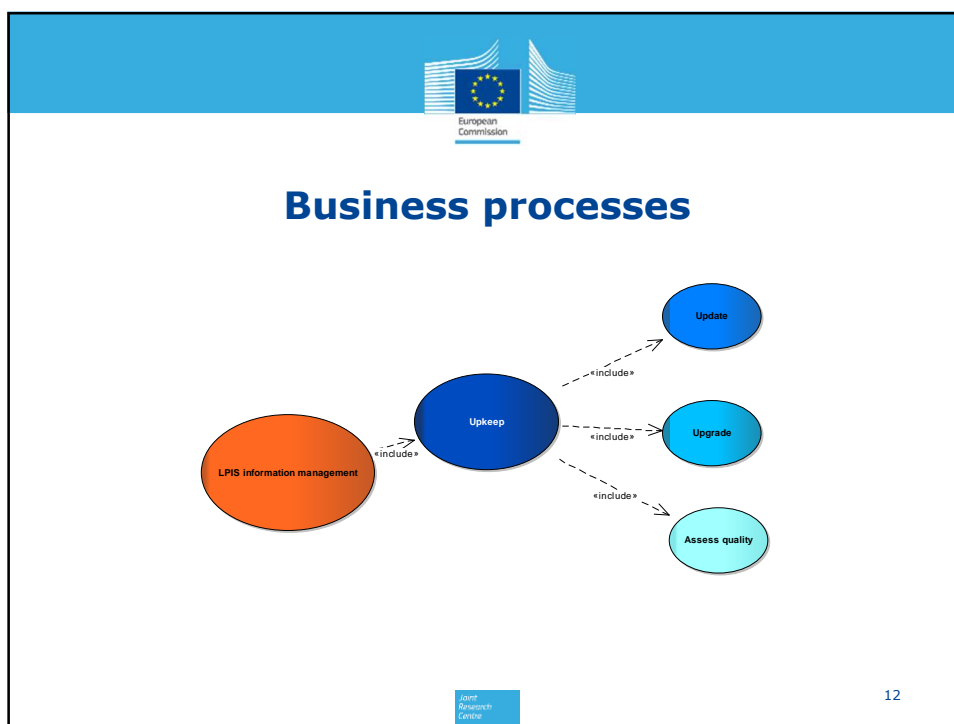 European
Commission
Business processes
Update
«include»
Upkeep
Upgrade
«include»
«include»
LPIS information management
«include»
Assess quality
Joint
Research
Centre
12